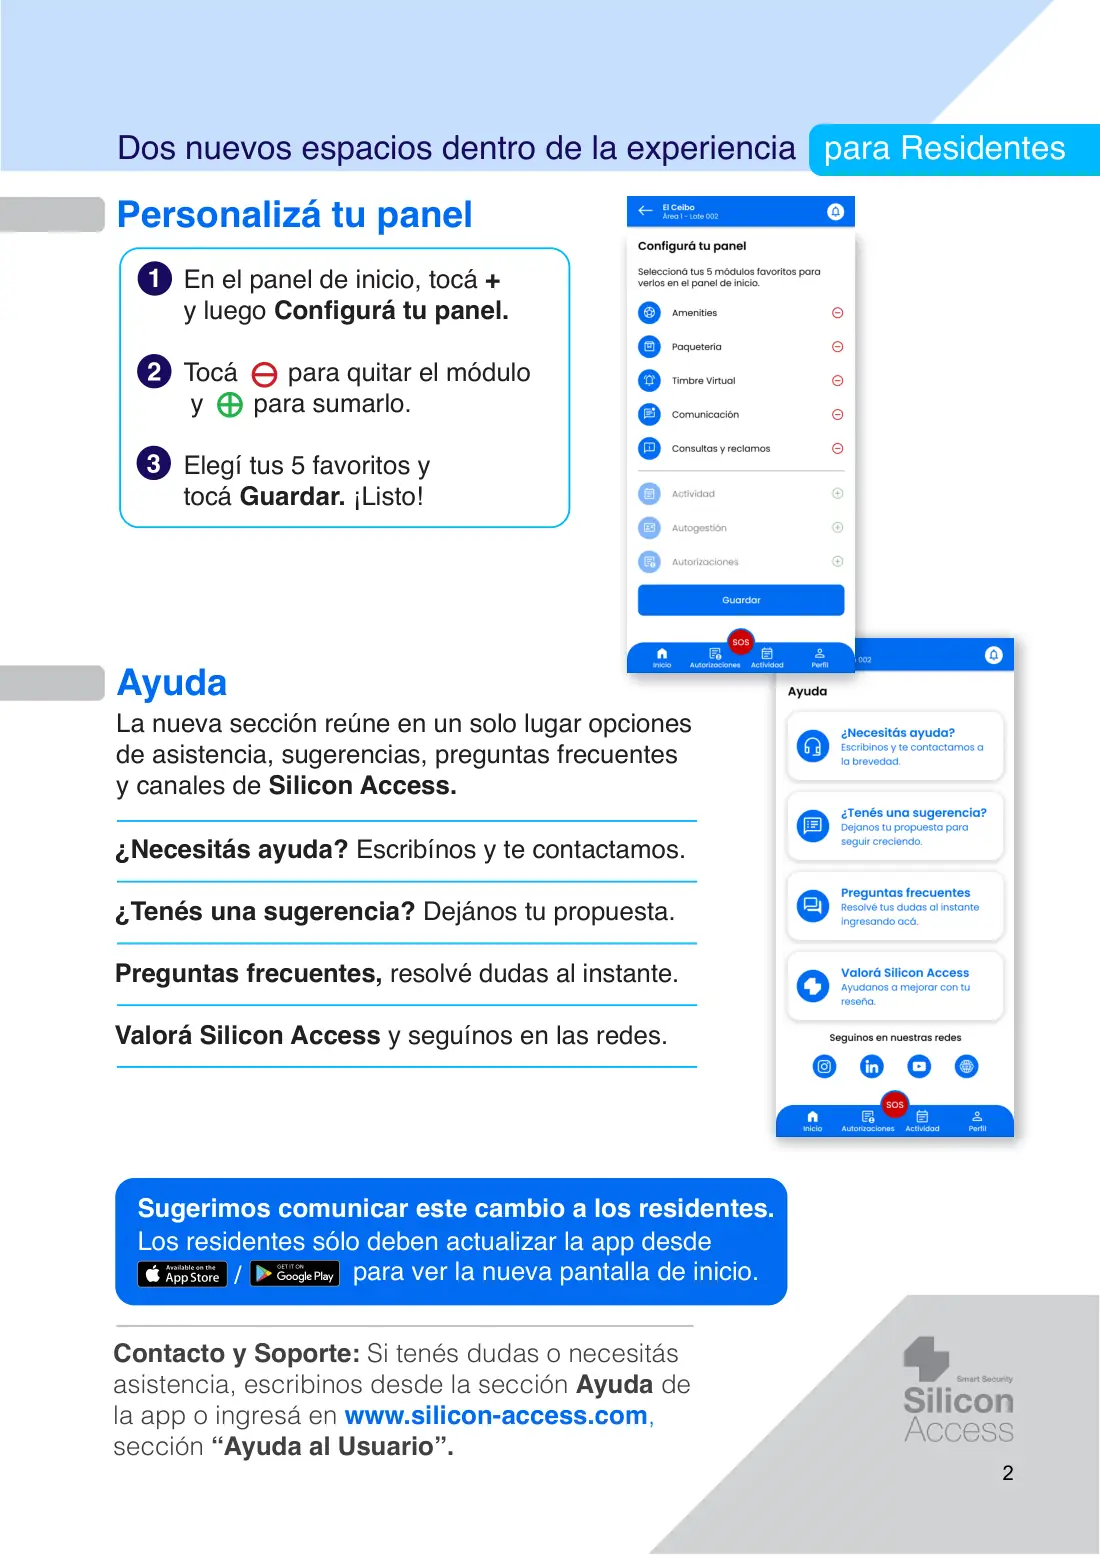 Dos nuevos espacios dentro de la experiencia para Residentes
Personalizá tu panel
1 En el panel de inicio, tocá +
y luego Configurá tu panel.
2 Tocá para quitar el módulo
y para sumarlo.
3 Elegí tus 5 favoritos y
tocá Guardar. ¡Listo!
El Ceibo
Área 1 - Lote 002
Configurá tu panel
Seleccioná tus 5 módulos favoritos para
verlos en el panel de inicio.
Amenities
Paquetería
Timbre Virtual
Comunicación
Consultas y reclamos
Actividad
Autogestión
Autorizaciones
Guardar
SOS
Inicio Autorizaciones Actividad Perfil
Ayuda
La nueva sección reúne en un solo lugar opciones
de asistencia, sugerencias, preguntas frecuentes
y canales de Silicon Access.
¿Necesitás ayuda? Escribínos y te contactamos.
¿Tenés una sugerencia? Dejános tu propuesta.
Preguntas frecuentes, resolvé dudas al instante.
Valorá Silicon Access y seguínos en las redes.
002
Ayuda
¿Necesitás ayuda?
Escribinos y te contactamos a
la brevedad.
¿Tenés una sugerencia?
Dejanos tu propuesta para
seguir creciendo.
Preguntas frecuentes
Resolvé tus dudas al instante
ingresando acá.
Valorá Silicon Access
Ayudanos a mejorar con tu
reseña.
Seguinos en nuestras redes
in
SOS
Inicio Autorizaciones Actividad Perfil
Sugerimos comunicar este cambio a los residentes.
Los residentes sólo deben actualizar la app desde
Available on the App Store / GET IT ON Google Play para ver la nueva pantalla de inicio.
Contacto y Soporte: Si tenés dudas o necesitás
asistencia, escribinos desde la sección Ayuda de
la app o ingresá en www.silicon-access.com,
sección “Ayuda al Usuario”.
Smart Security
Silicon
Access
2